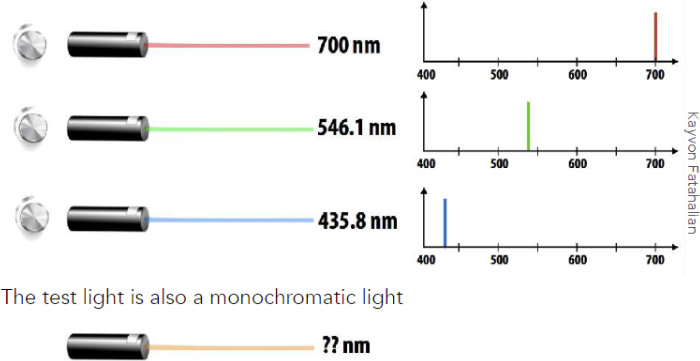 700 nm
400 500 600 700
546.1 nm
400 500 600 700
435.8 nm
400 500 600 700
Kayvon Fatahalian
The test light is also a monochromatic light
?? nm